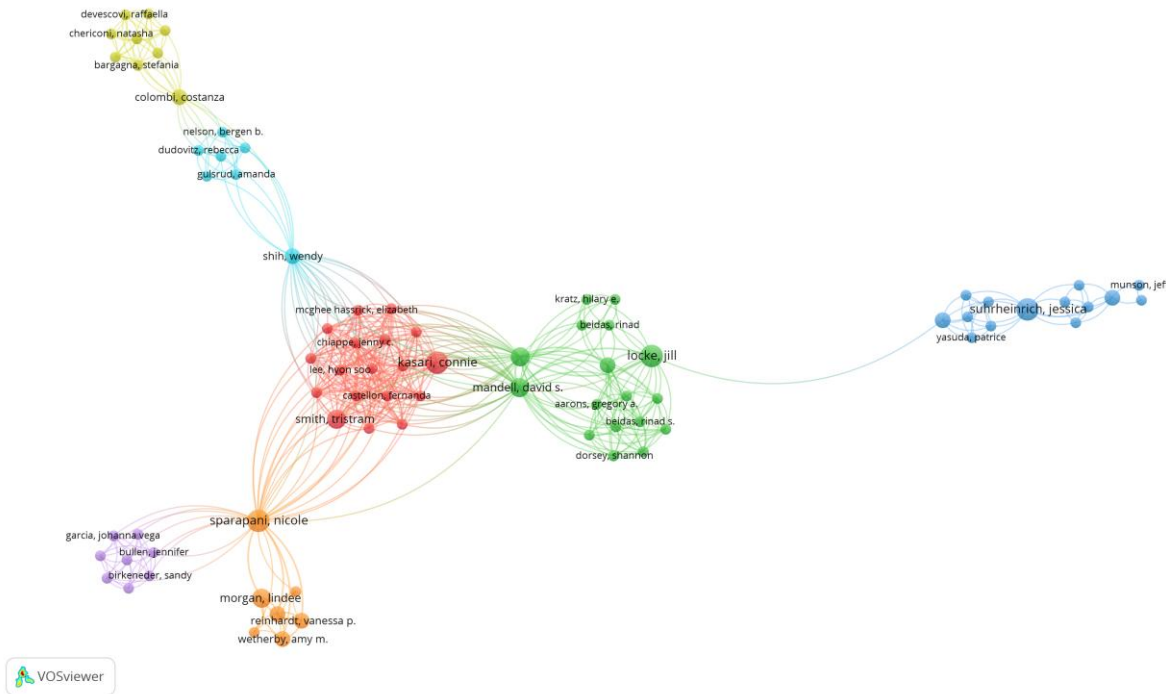 devescovi, raffaella
chericoni, natasha
bargagna, stefania
colombi, costanza
nelson, bergen b.
dudovitz, rebecca
gulsrud, amanda
shih, wendy
mcghee hassrick, elizabeth
chiappe, jenny c.
kasari, connie
lee, hyon soo
castellon, fernanda
smith, tristram
kratz, hilary e.
beidas, rinad
locke, jill
mandell, david s.
aarons, gregory a.
beidas, rinad s.
dorsey, shannon
munson, jef
suhrheinrich, jessica
yasuda, patrice
sparapani, nicole
garcia, johanna vega
bullen, jennifer
birkeneder, sandy
morgan, lindee
reinhardt, vanessa p.
wetherby, amy m.
VOSviewer